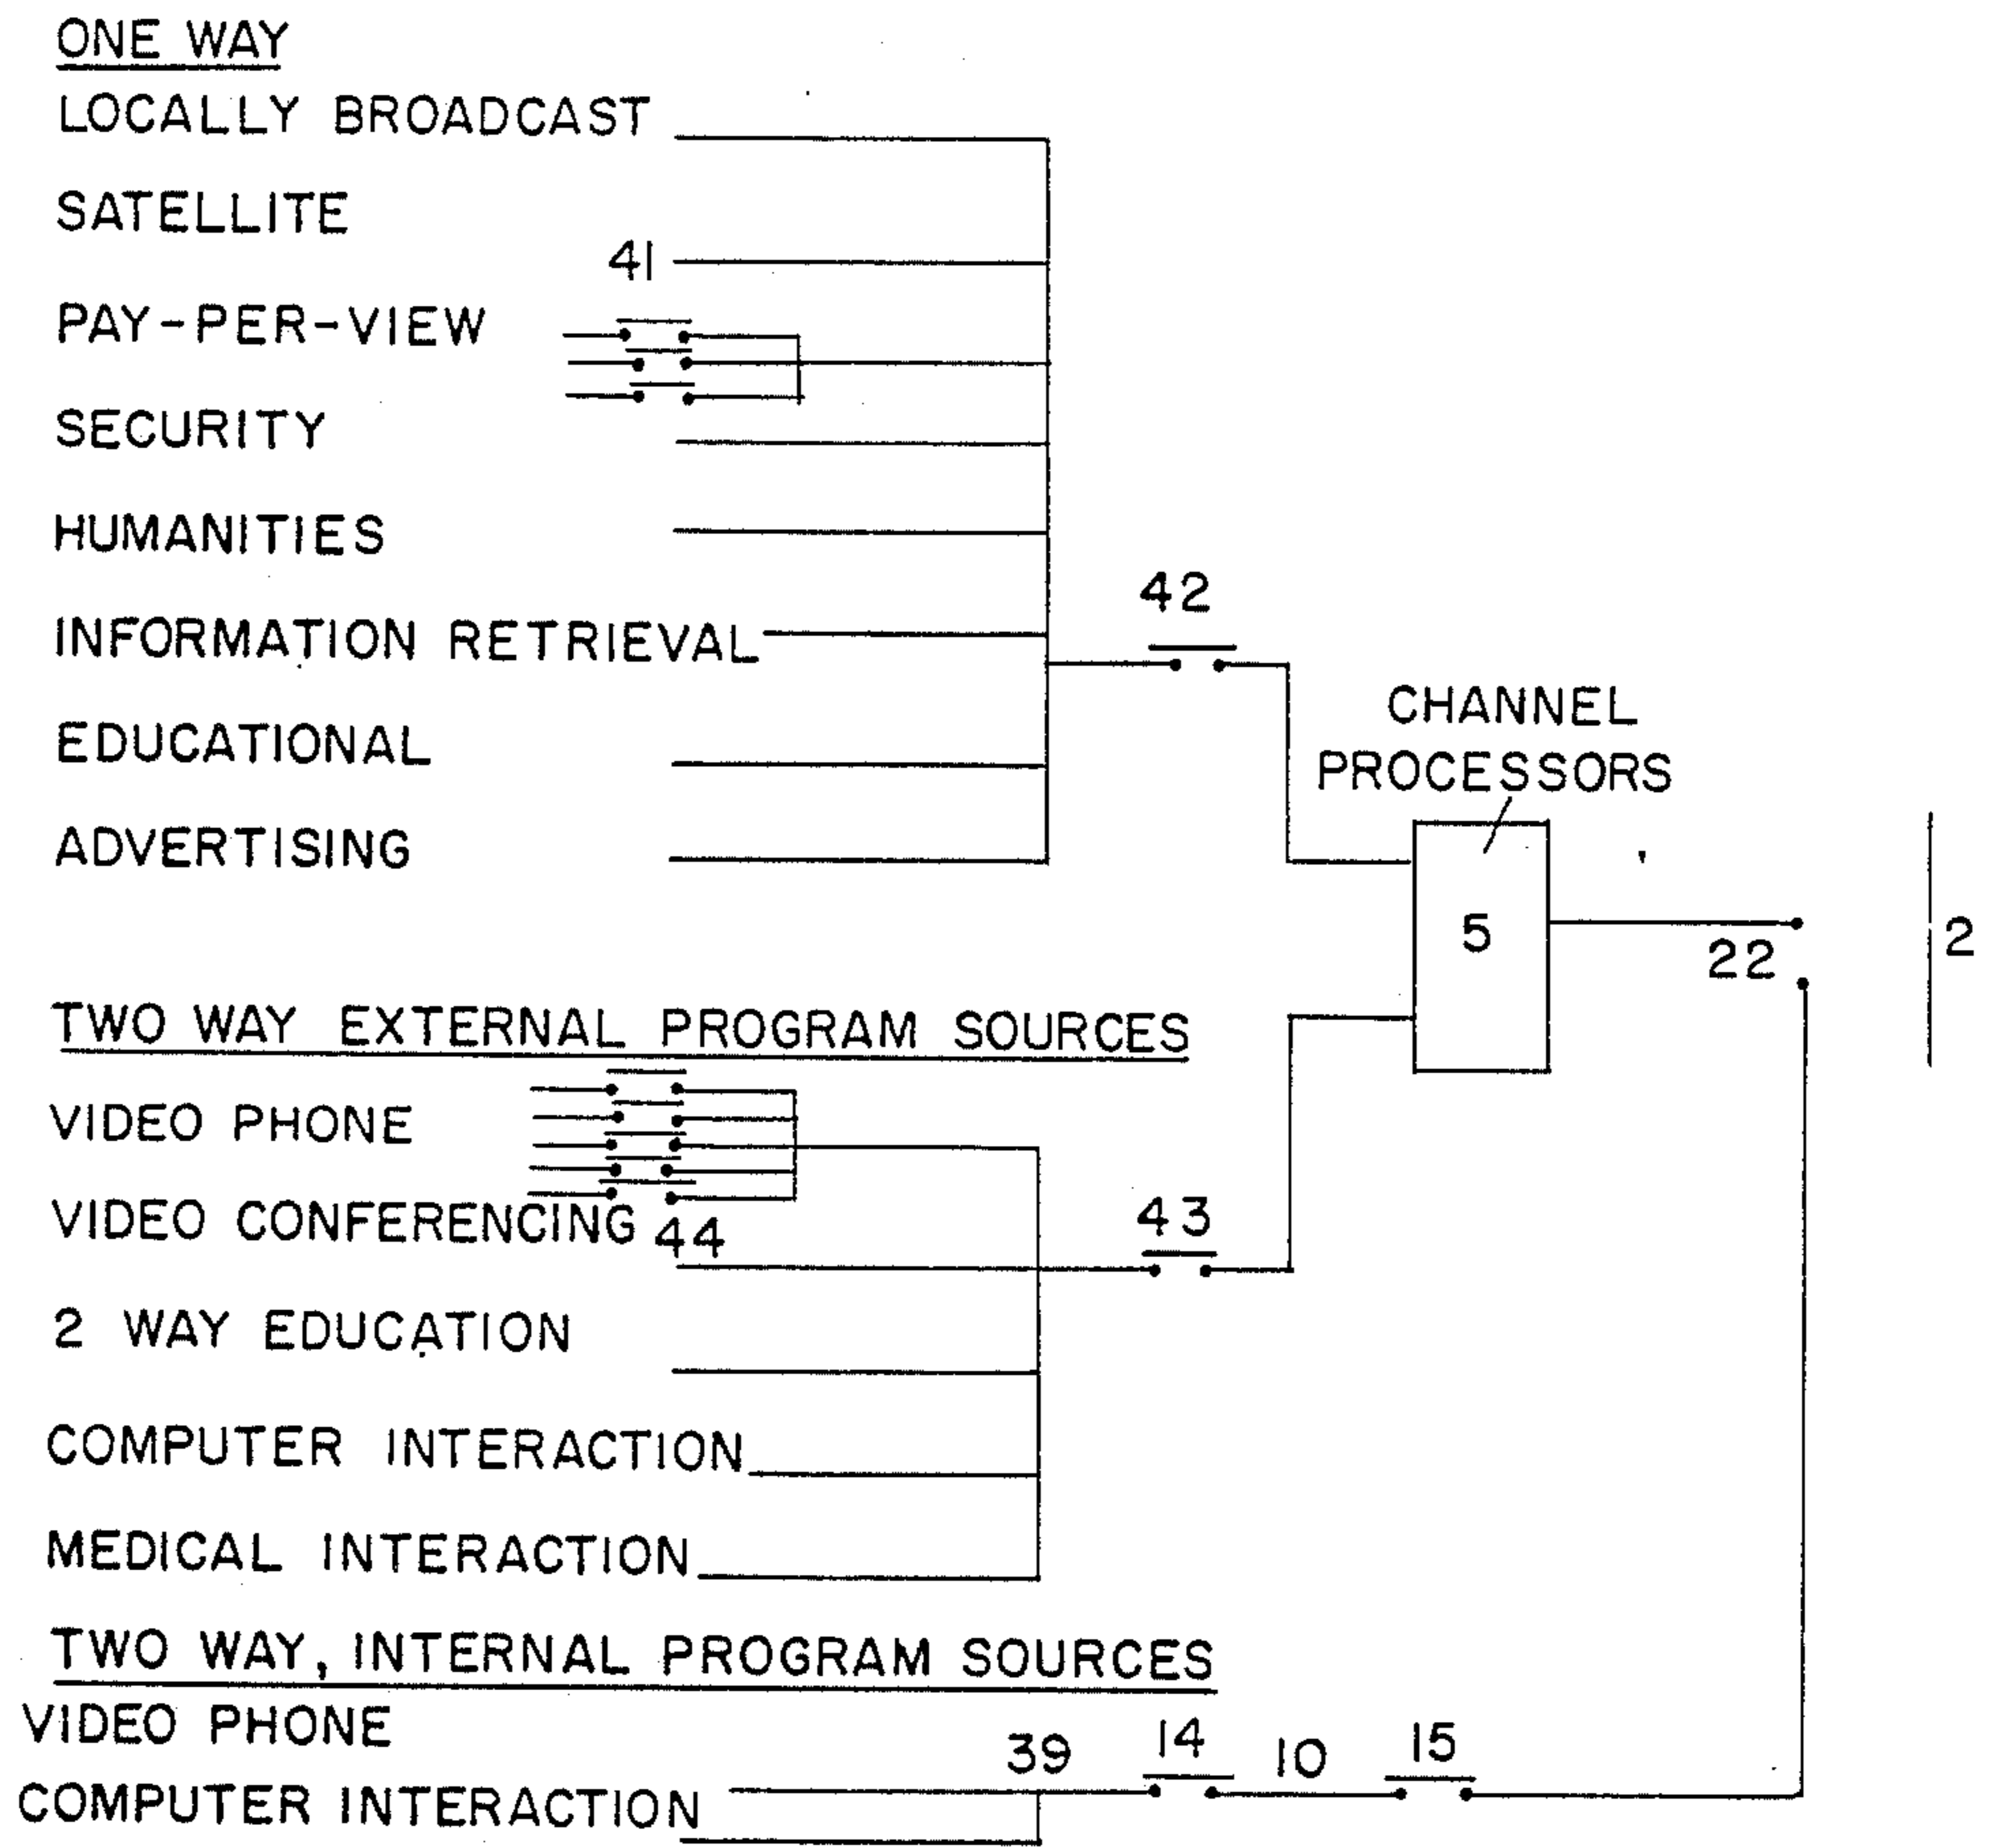 ONE WAY
LOCALLY BROADCAST
SATELLITE
41
PAY-PER-VIEW
SECURITY
HUMANITIES
42
INFORMATION RETRIEVAL
CHANNEL
PROCESSORS
EDUCATIONAL
ADVERTISING
5
22
2
TWO WAY EXTERNAL PROGRAM SOURCES
VIDEO PHONE
VIDEO CONFERENCING
44
43
2 WAY EDUCATION
COMPUTER INTERACTION
MEDICAL INTERACTION
TWO WAY, INTERNAL PROGRAM SOURCES
VIDEO PHONE
39
14
10
15
COMPUTER INTERACTION